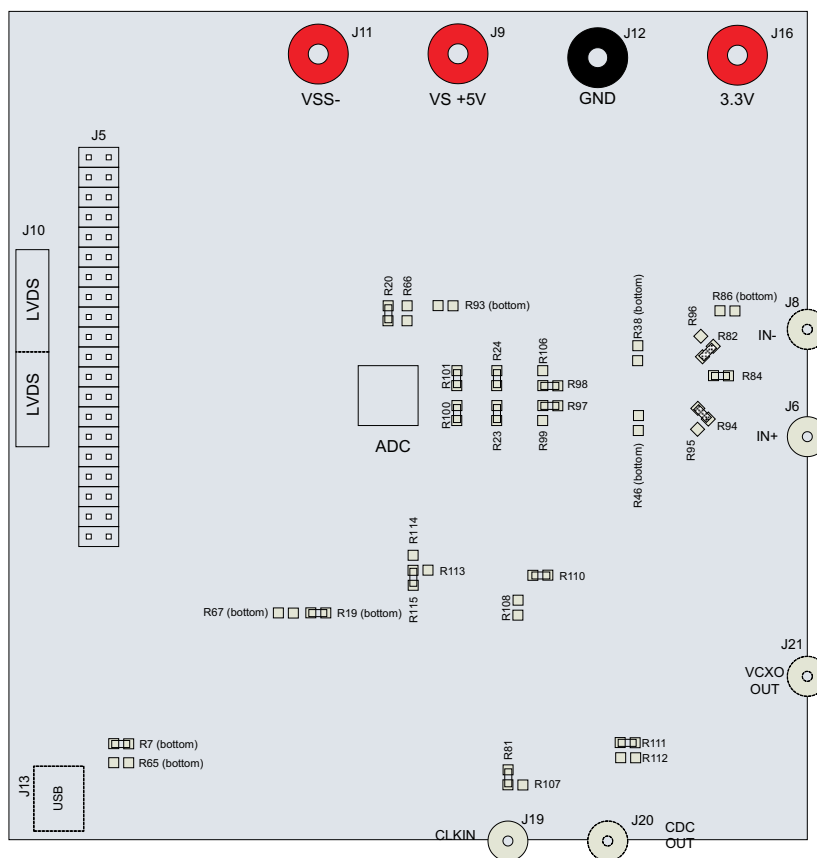 J11
J9
J12
J16
VSS-
VS +5V
GND
3.3V
J5
J10
LVDS
LVDS
R20
R66
R93 (bottom)
R38 (bottom)
R86 (bottom)
J8
R96
R82
IN-
R101
R24
R106
R98
R84
R100
R23
R97
R99
J6
ADC
R46 (bottom)
R95
R94
IN+
R114
R113
R110
R115
R108
R67 (bottom)
R19 (bottom)
J21
VCXO
OUT
R7 (bottom)
R65 (bottom)
R81
R107
R111
R112
J13
USB
CLKIN
J19
J20
CDC
OUT